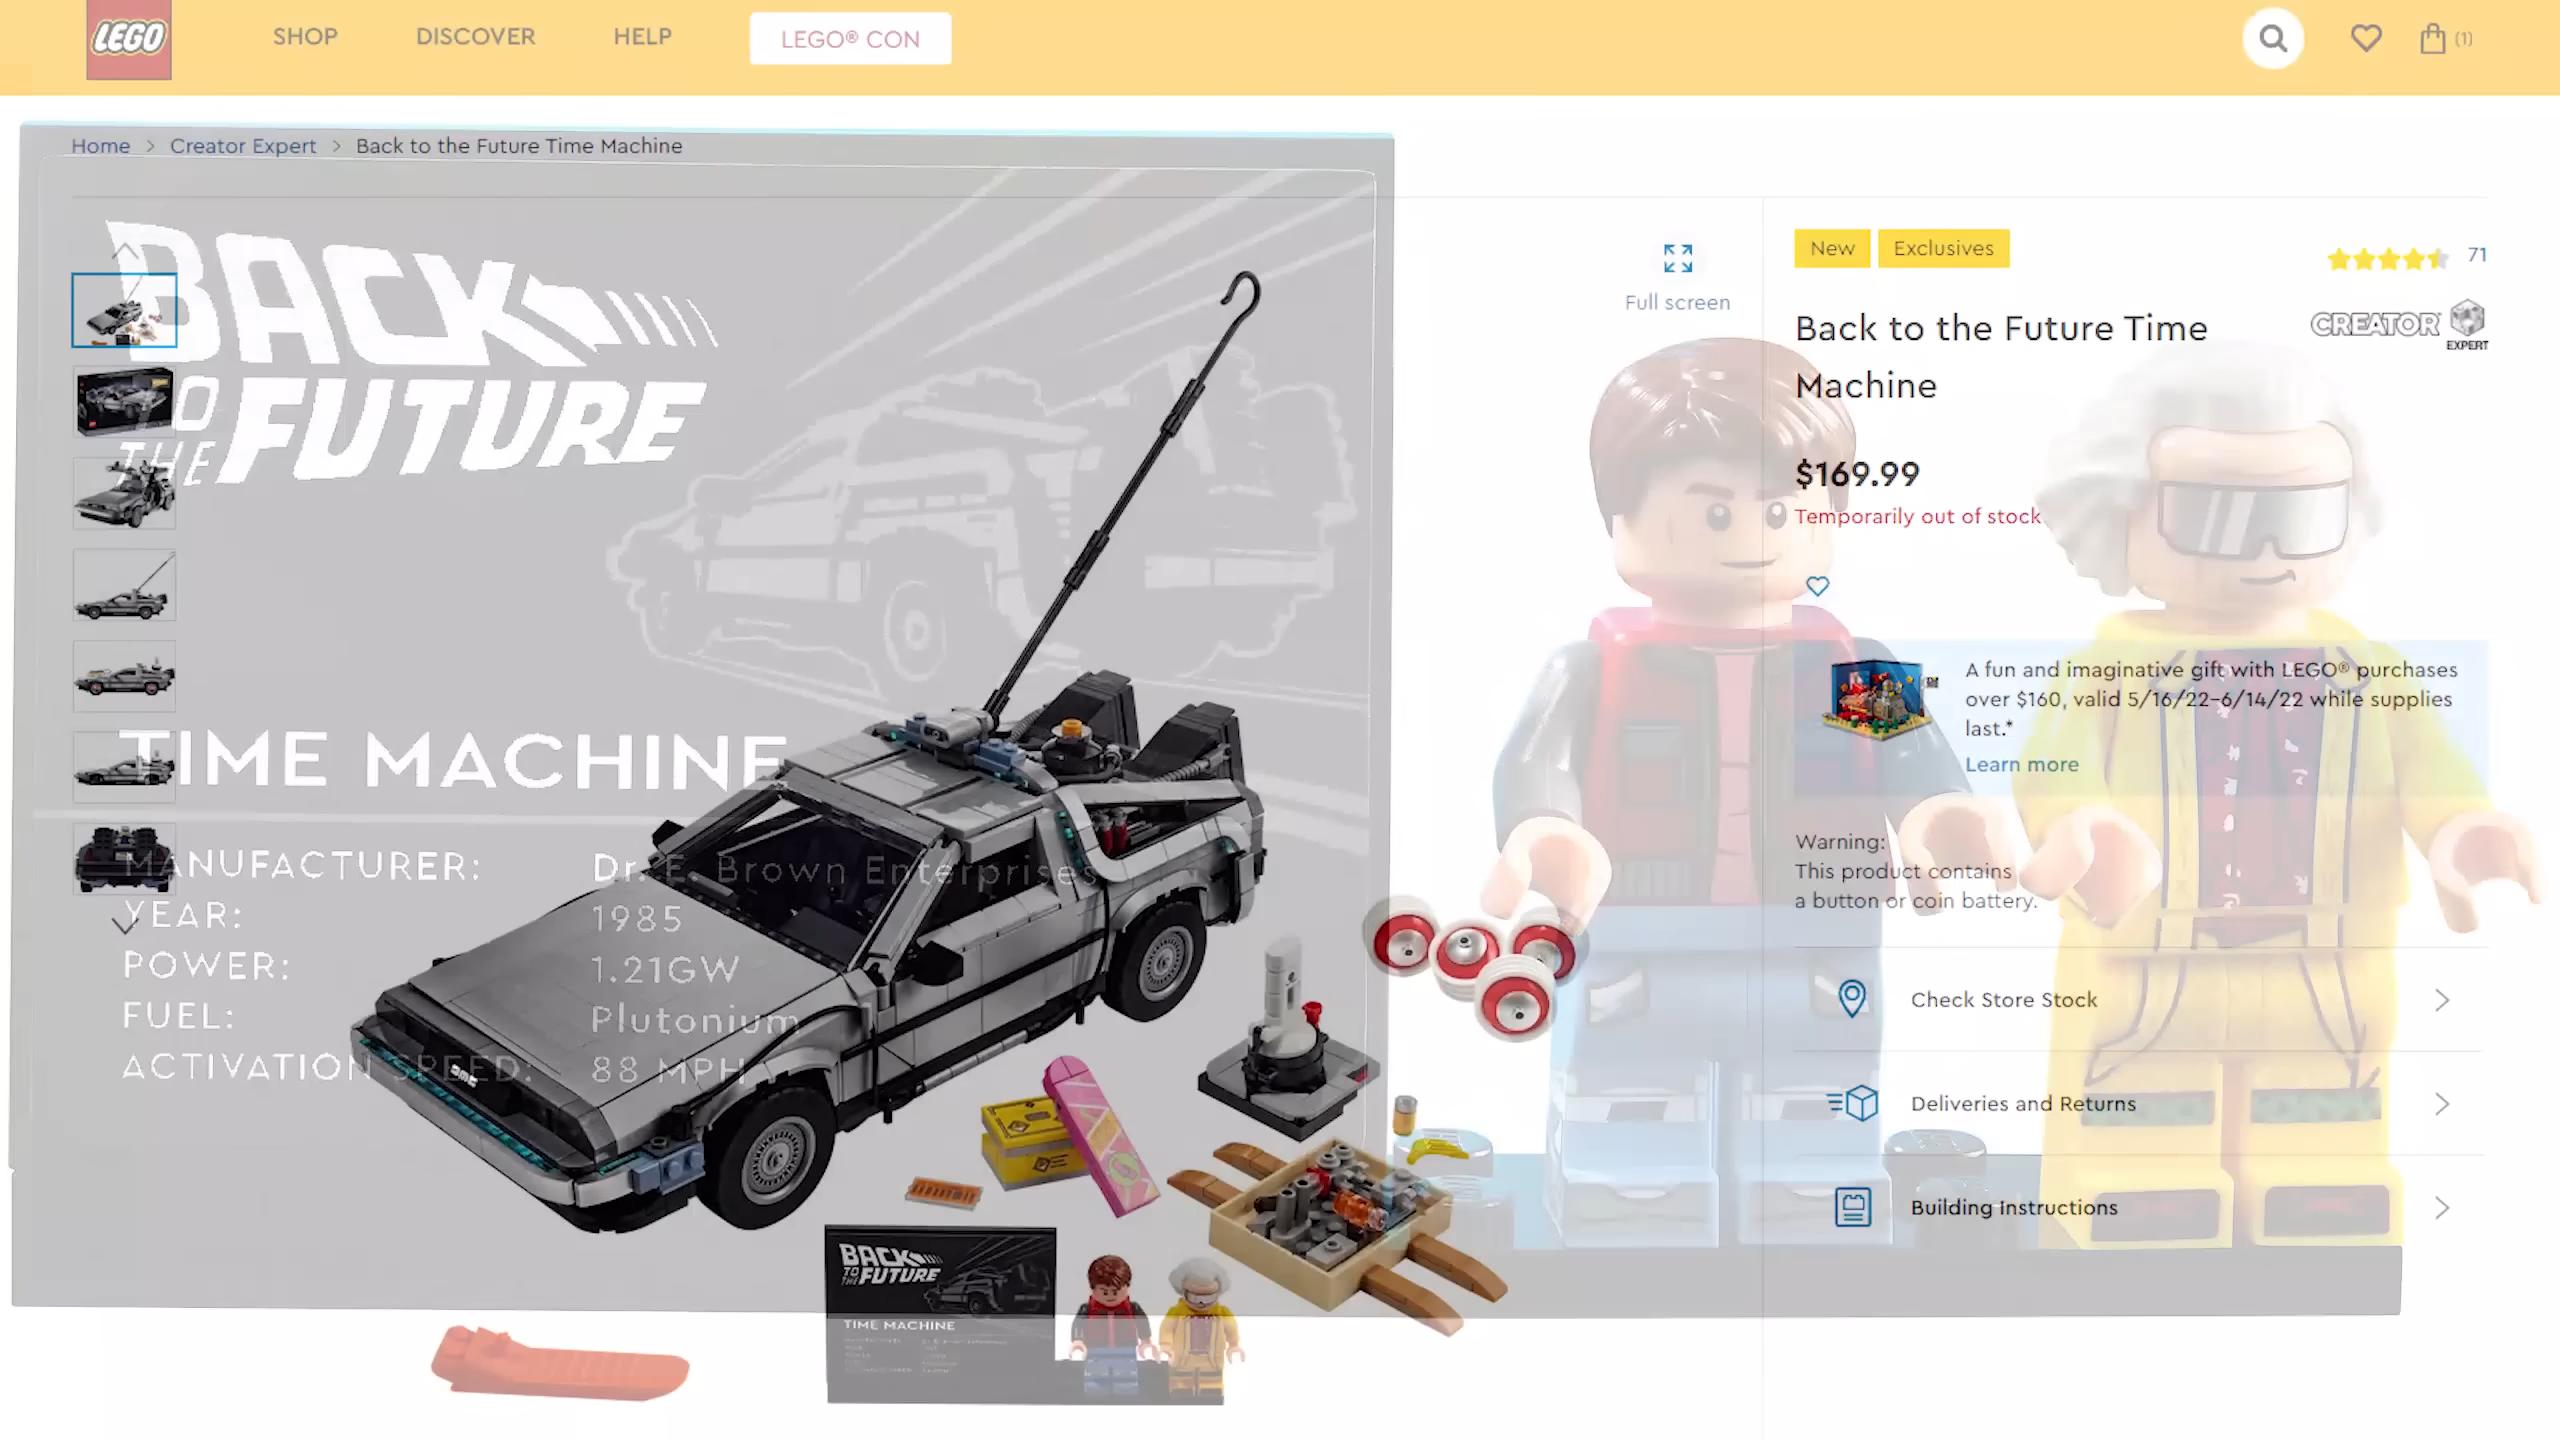 LEGO
SHOP
DISCOVER
HELP
LEGO® CON
(1)
Home > Creator Expert > Back to the Future Time Machine
BACK
TO
THE FUTURE
TIME MACHINE
MANUFACTURER: Dr. E. Brown Enterprises
YEAR: 1985
POWER: 1.21GW
FUEL: Plutonium
ACTIVATION SPEED: 88 MPH
Full screen
New
Exclusives
71
Back to the Future Time
Machine
CREATOR
EXPERT
$169.99
Temporarily out of stock
A fun and imaginative gift with LEGO® purchases
over $160, valid 5/16/22–6/14/22 while supplies
last.*
Learn more
Warning:
This product contains
a button or coin battery.
Check Store Stock
Deliveries and Returns
Building Instructions
BACK
TO
THE FUTURE
TIME MACHINE